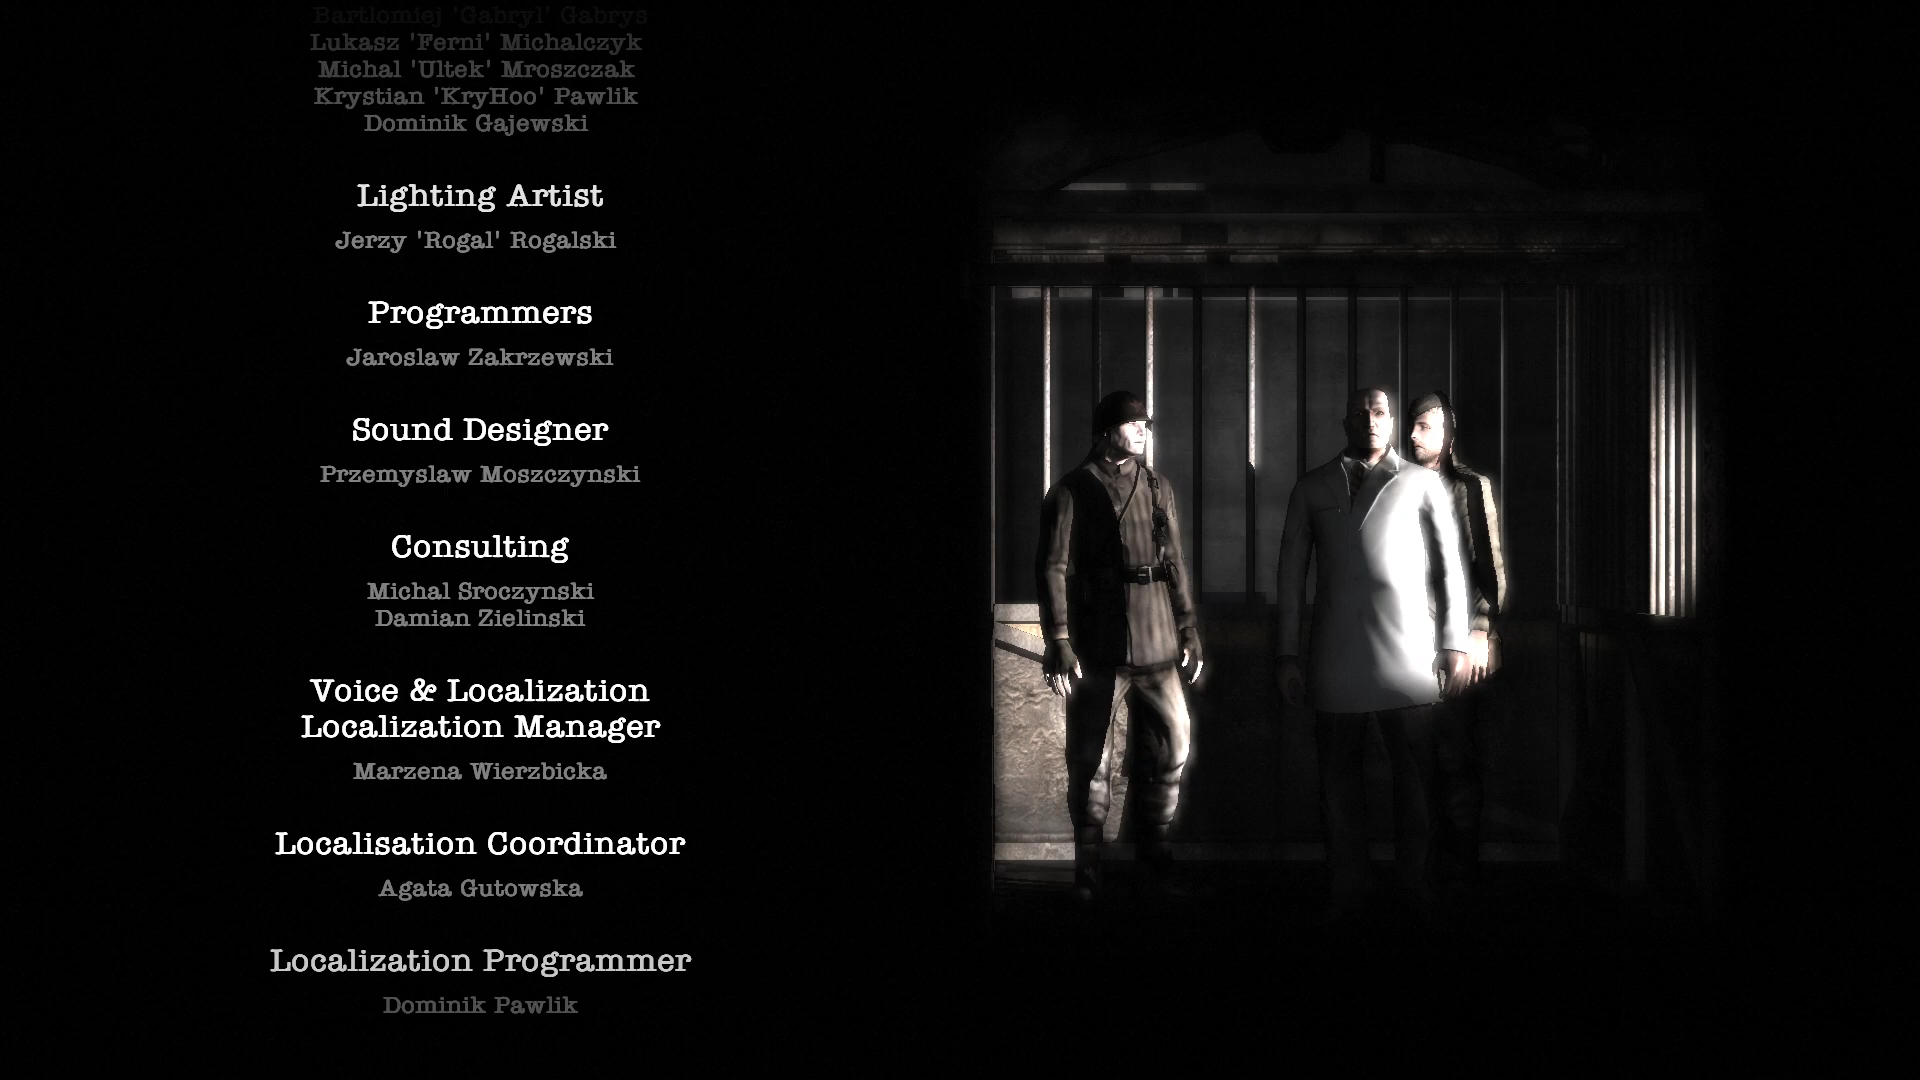 Bartlomiej 'Gabryl' Gabrys
Lukasz 'Ferni' Michalczyk
Michal 'Ultek' Mroszczak
Krystian 'KryHoo' Pawlik
Dominik Gajewski
Lighting Artist
Jerzy 'Rogal' Rogalski
Programmers
Jaroslaw Zakrzewski
Sound Designer
Przemyslaw Moszczynski
Consulting
Michal Sroczynski
Damian Zielinski
Voice & Localization
Localization Manager
Marzena Wierzbicka
Localisation Coordinator
Agata Gutowska
Localization Programmer
Dominik Pawlik